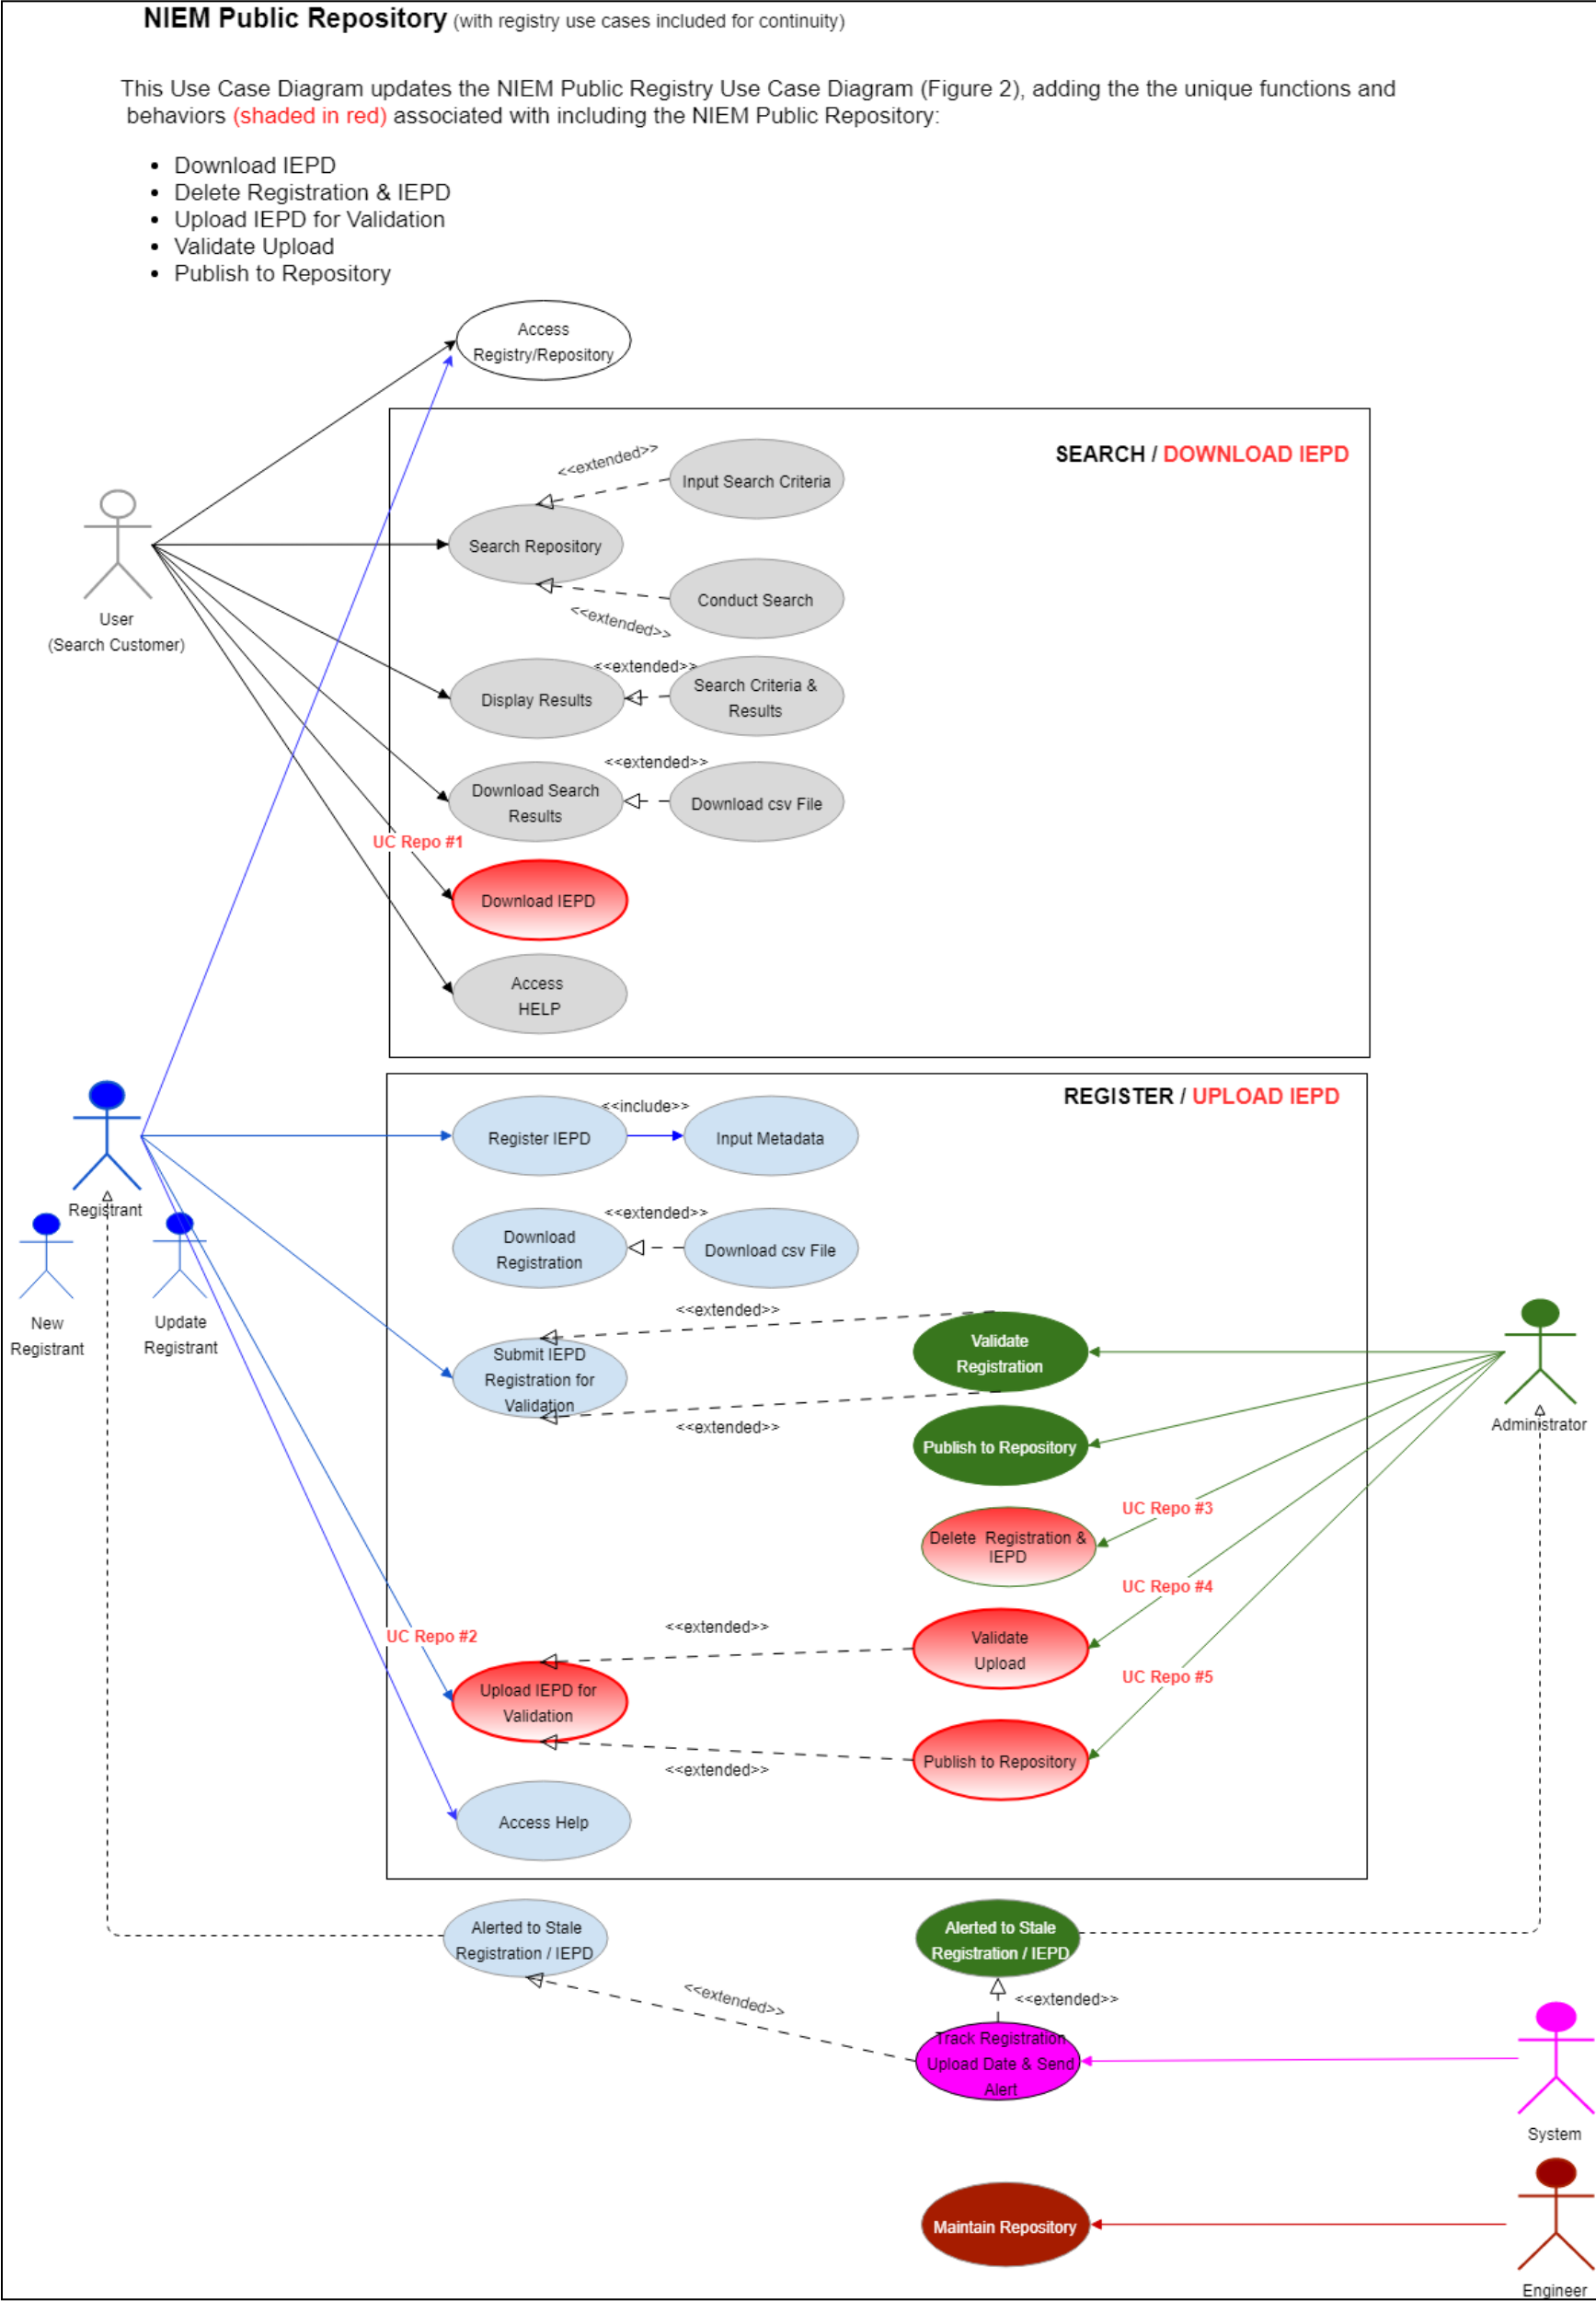 NIEM Public Repository (with registry use cases included for continuity)
This Use Case Diagram updates the NIEM Public Registry Use Case Diagram (Figure 2), adding the the unique functions and
behaviors (shaded in red) associated with including the NIEM Public Repository:
• Download IEPD
• Delete Registration & IEPD
• Upload IEPD for Validation
• Validate Upload
• Publish to Repository
Access
Registry/Repository
SEARCH / DOWNLOAD IEPD
<<extended>>
Input Search Criteria
Search Repository
Conduct Search
<<extended>>
User
(Search Customer)
<<extended>>
Display Results
Search Criteria &
Results
<<extended>>
Download Search
Results
Download csv File
UC Repo #1
Download IEPD
Access
HELP
REGISTER / UPLOAD IEPD
<<include>>
Register IEPD
Input Metadata
Registrant
New
Registrant
Update
Registrant
<<extended>>
Download
Registration
Download csv File
<<extended>>
Submit IEPD
Registration for
Validation
<<extended>>
Validate
Registration
Administrator
Publish to Repository
UC Repo #3
Delete Registration &
IEPD
UC Repo #4
<<extended>>
UC Repo #2
Validate
Upload
UC Repo #5
Upload IEPD for
Validation
<<extended>>
Publish to Repository
Access Help
Alerted to Stale
Registration / IEPD
Alerted to Stale
Registration / IEPD
<<extended>>
<<extended>>
Track Registration
Upload Date & Send
Alert
System
Maintain Repository
Engineer